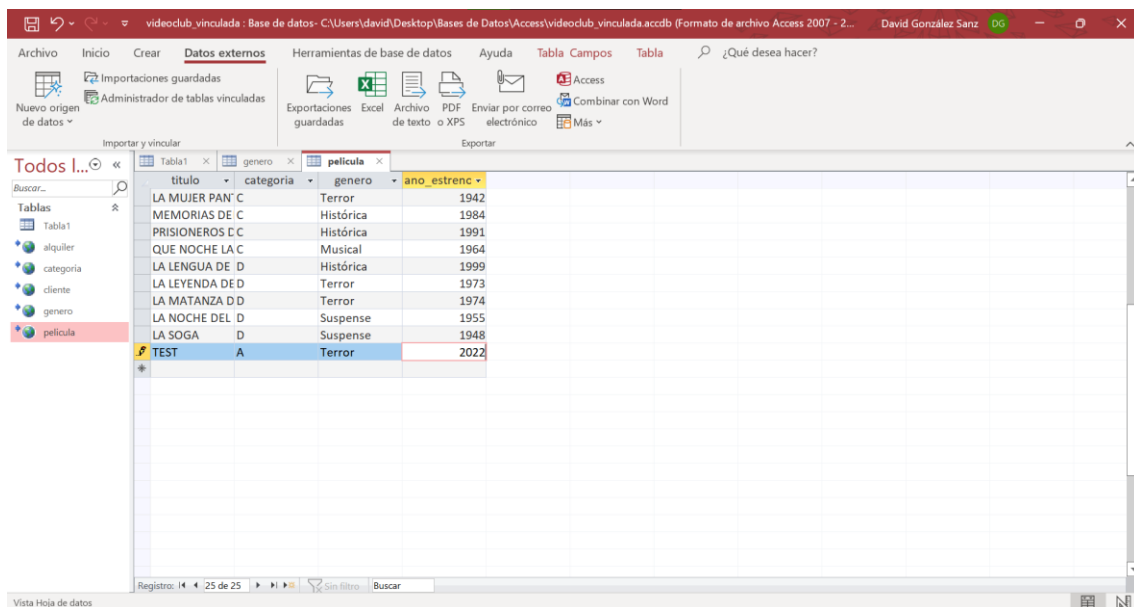 videoclub_vinculada : Base de datos- C:\Users\david\Desktop\Bases de Datos\Access\videoclub_vinculada.accdb (Formato de archivo Access 2007 - 2... David González Sanz DG
Archivo Inicio Crear Datos externos Herramientas de base de datos Ayuda Tabla Campos Tabla ¿Qué desea hacer?
Nuevo origen de datos
Importaciones guardadas
Administrador de tablas vinculadas
Importar y vincular
Exportaciones guardadas
Excel
Archivo de texto
PDF o XPS
Enviar por correo electrónico
Access
Combinar con Word
Más
Exportar
Todos l...
Buscar...
Tablas
Tabla1
alquiler
categoria
cliente
genero
pelicula
Tabla1 genero pelicula
titulo categoria genero ano_estreno
LA MUJER PANT C Terror 1942
MEMORIAS DE C Histórica 1984
PRISIONEROS D C Histórica 1991
QUE NOCHE LA C Musical 1964
LA LENGUA DE D Histórica 1999
LA LEYENDA DE D Terror 1973
LA MATANZA D D Terror 1974
LA NOCHE DEL D Suspense 1955
LA SOGA D Suspense 1948
TEST A Terror 2022
Registro: 25 de 25 Sin filtro Buscar
Vista Hoja de datos